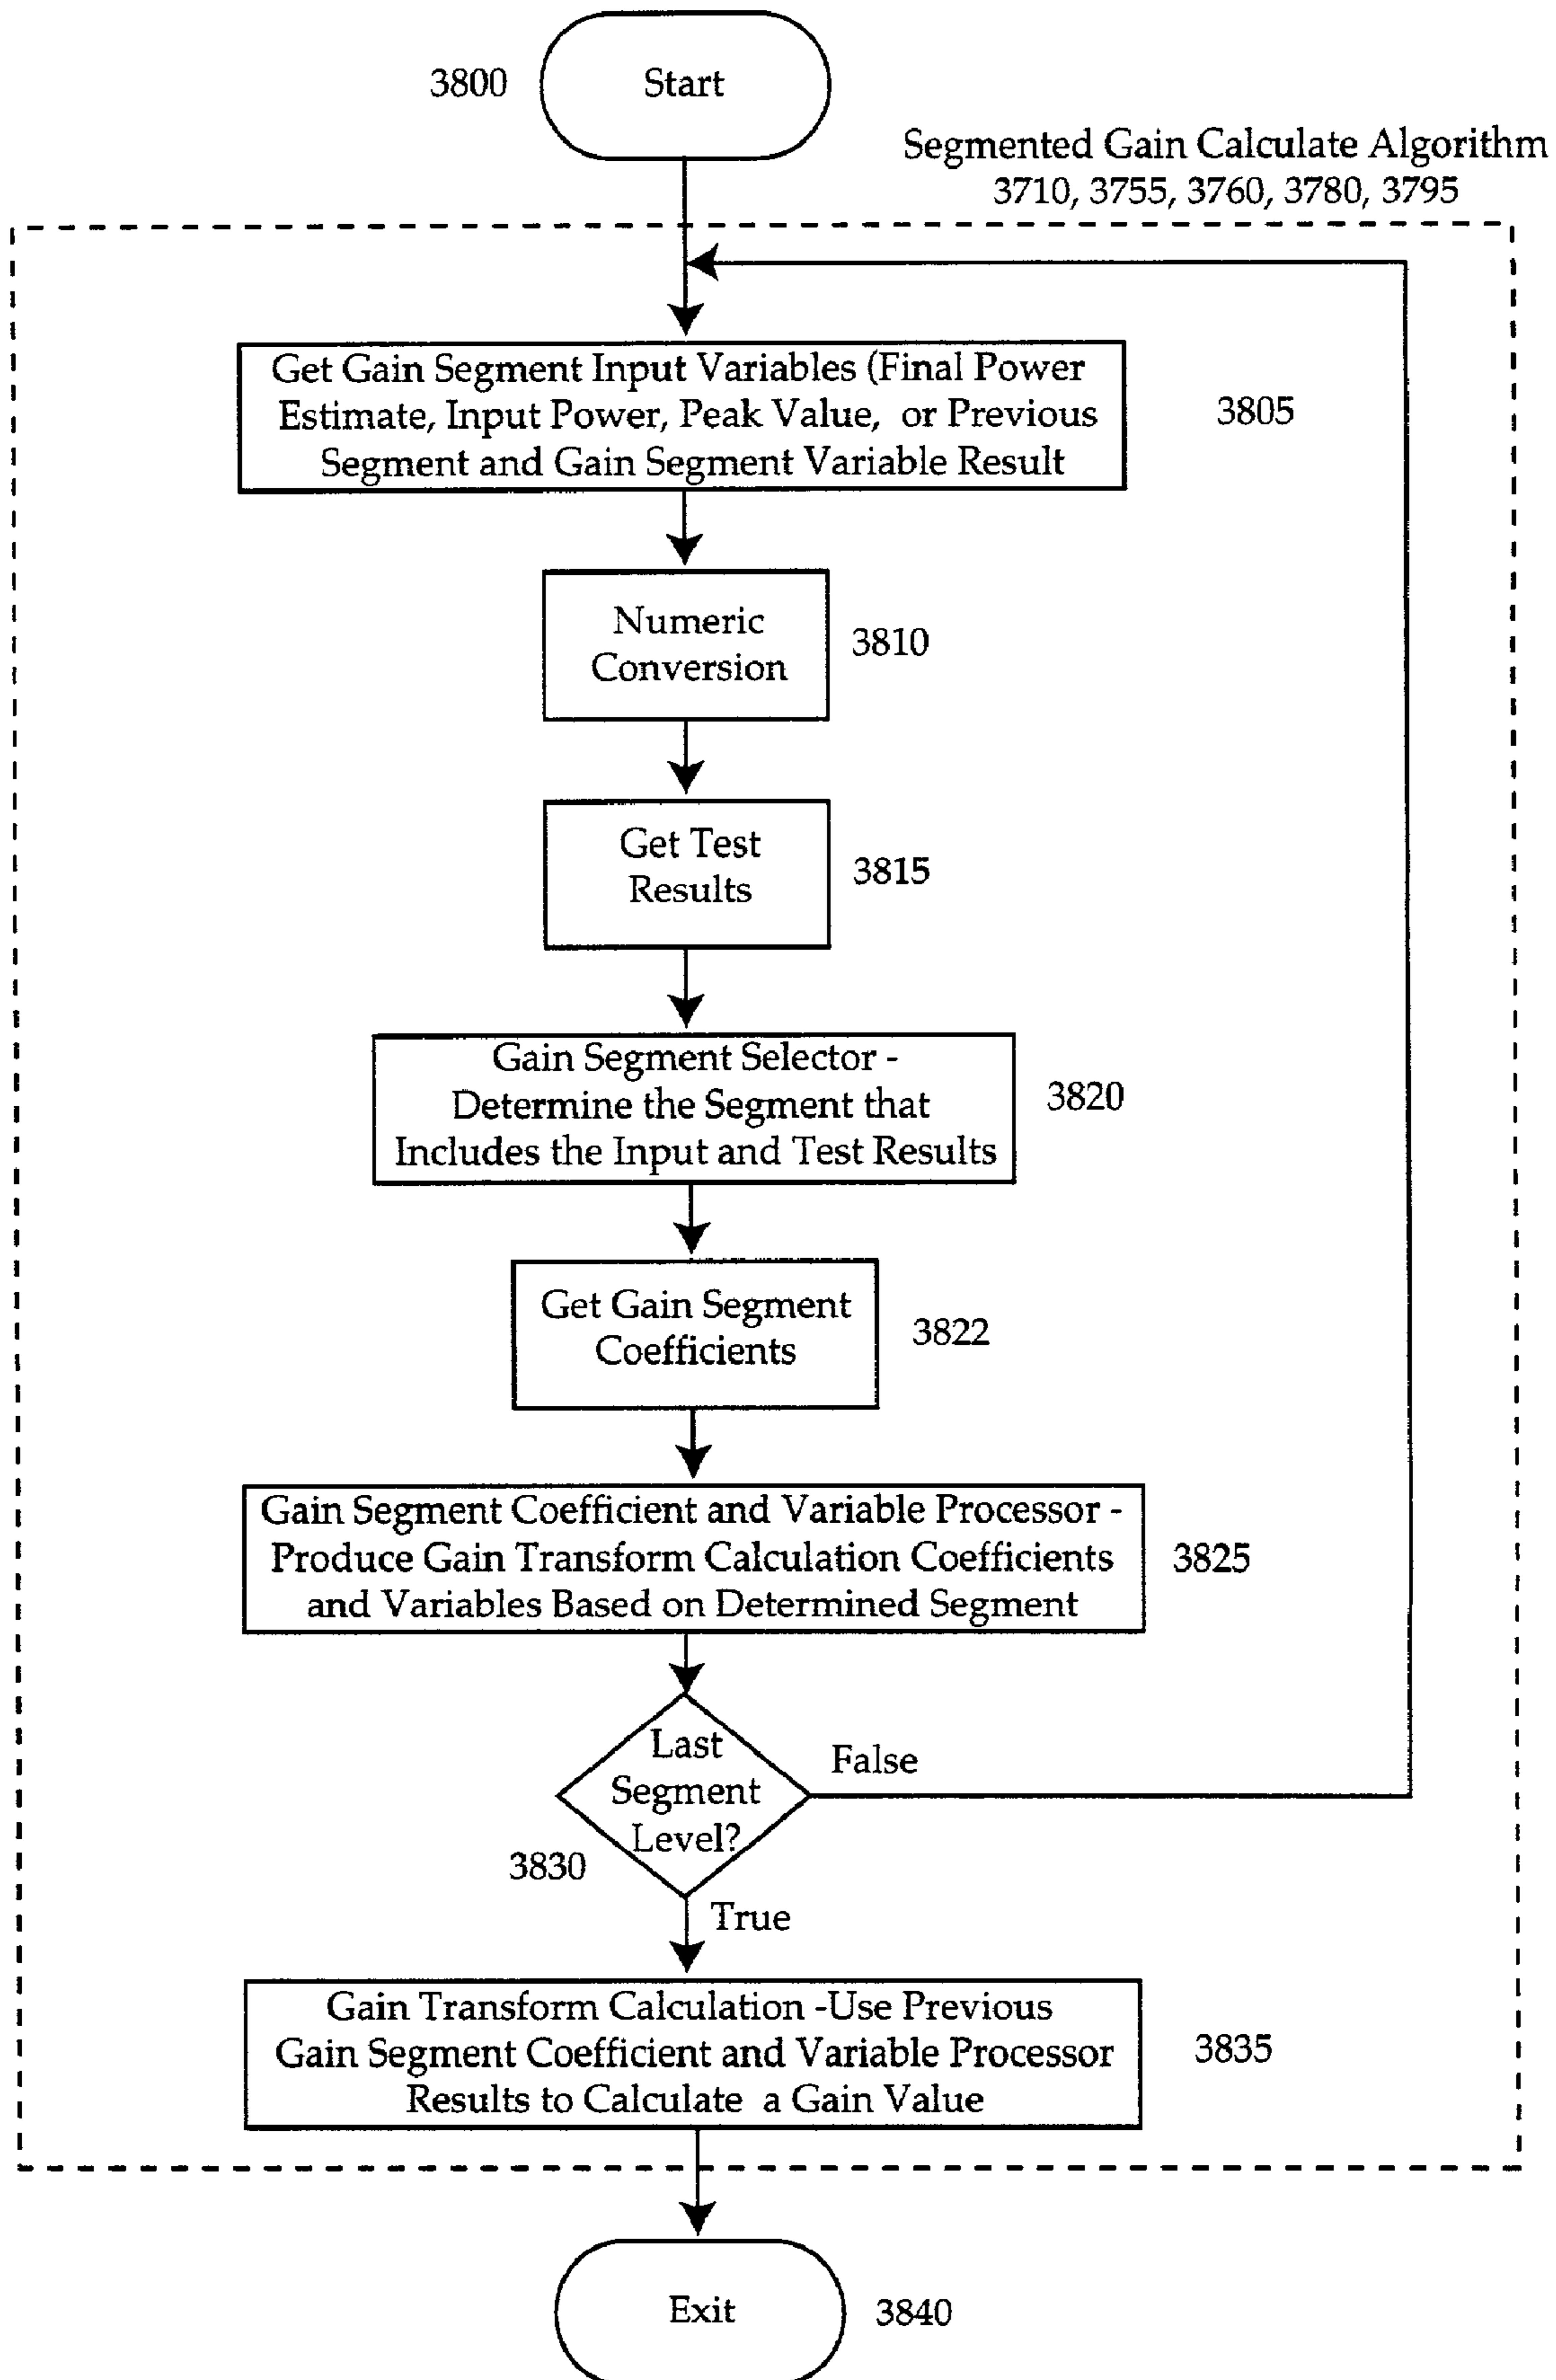 3800
Start
Segmented Gain Calculate Algorithm
3710, 3755, 3760, 3780, 3795
Get Gain Segment Input Variables (Final Power
Estimate, Input Power, Peak Value, or Previous
Segment and Gain Segment Variable Result
3805
Numeric
Conversion
3810
Get Test
Results
3815
Gain Segment Selector -
Determine the Segment that
Includes the Input and Test Results
3820
Get Gain Segment
Coefficients
3822
Gain Segment Coefficient and Variable Processor -
Produce Gain Transform Calculation Coefficients
and Variables Based on Determined Segment
3825
Last
Segment
Level?
False
3830
True
Gain Transform Calculation -Use Previous
Gain Segment Coefficient and Variable Processor
Results to Calculate a Gain Value
3835
Exit
3840